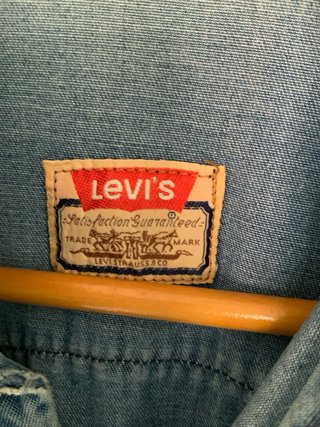 Levi's
Satisfaction Guaranteed
TRADE MARK
LEVI STRAUSS & CO